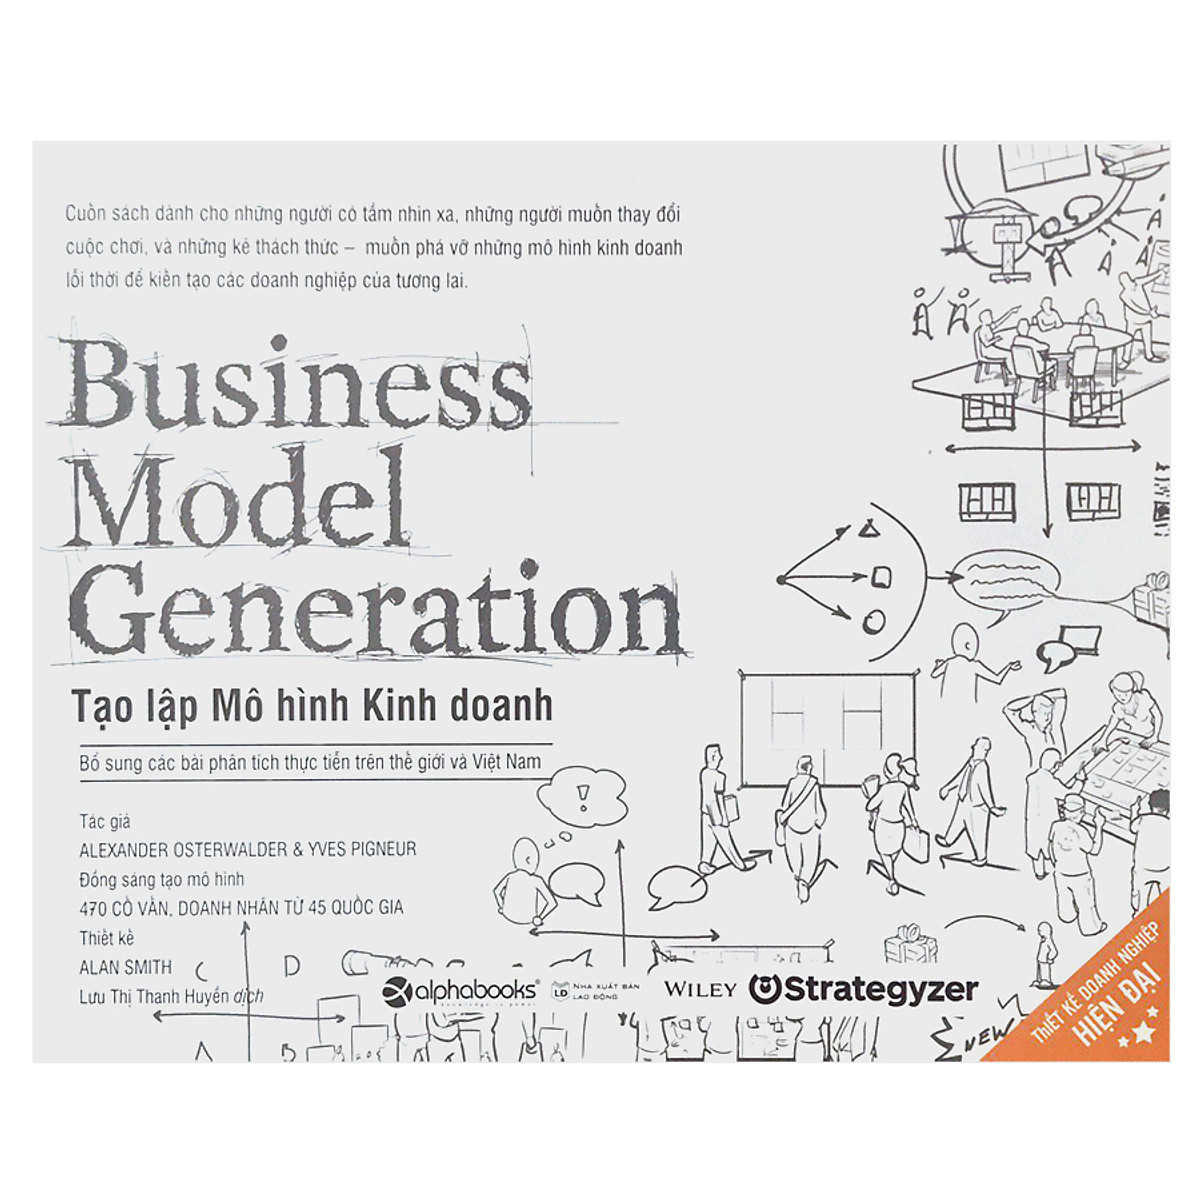 Cuốn sách dành cho những người có tầm nhìn xa, những người muốn thay đổi
cuộc chơi, và những kẻ thách thức – muốn phá vỡ những mô hình kinh doanh
lỗi thời để kiến tạo các doanh nghiệp của tương lai.
Business
Model
Generation
Tạo lập Mô hình Kinh doanh
Bổ sung các bài phân tích thực tiễn trên thế giới và Việt Nam
!
Tác giả
ALEXANDER OSTERWALDER & YVES PIGNEUR
Đồng sáng tạo mô hình
470 CỐ VẤN, DOANH NHÂN TỪ 45 QUỐC GIA
Thiết kế
ALAN SMITH
Lưu Thị Thanh Huyền dịch
C D
A B
alphabooks
knowledge is power
LD NHÀ XUẤT BẢN
LAO ĐỘNG
WILEY
Strategyzer
NEW
THIẾT KẾ DOANH NGHIỆP
HIỆN ĐẠI